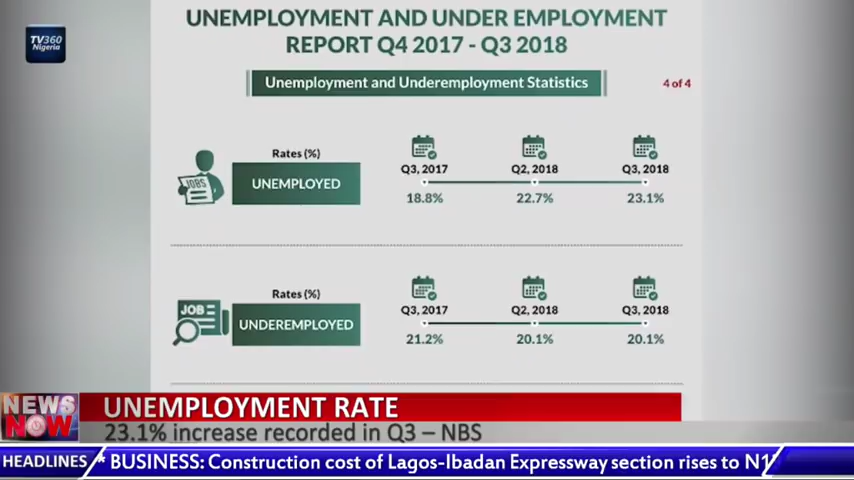 TV360
Nigeria
UNEMPLOYMENT AND UNDER EMPLOYMENT
REPORT Q4 2017 - Q3 2018
Unemployment and Underemployment Statistics
4 of 4
Rates (%)
UNEMPLOYED
JOBS
Q3, 2017 Q2, 2018 Q3, 2018
18.8% 22.7% 23.1%
Rates (%)
JOB
UNDEREMPLOYED
Q3, 2017 Q2, 2018 Q3, 2018
21.2% 20.1% 20.1%
NEWS
NOW
UNEMPLOYMENT RATE
23.1% increase recorded in Q3 – NBS
HEADLINES
* BUSINESS: Construction cost of Lagos-Ibadan Expressway section rises to